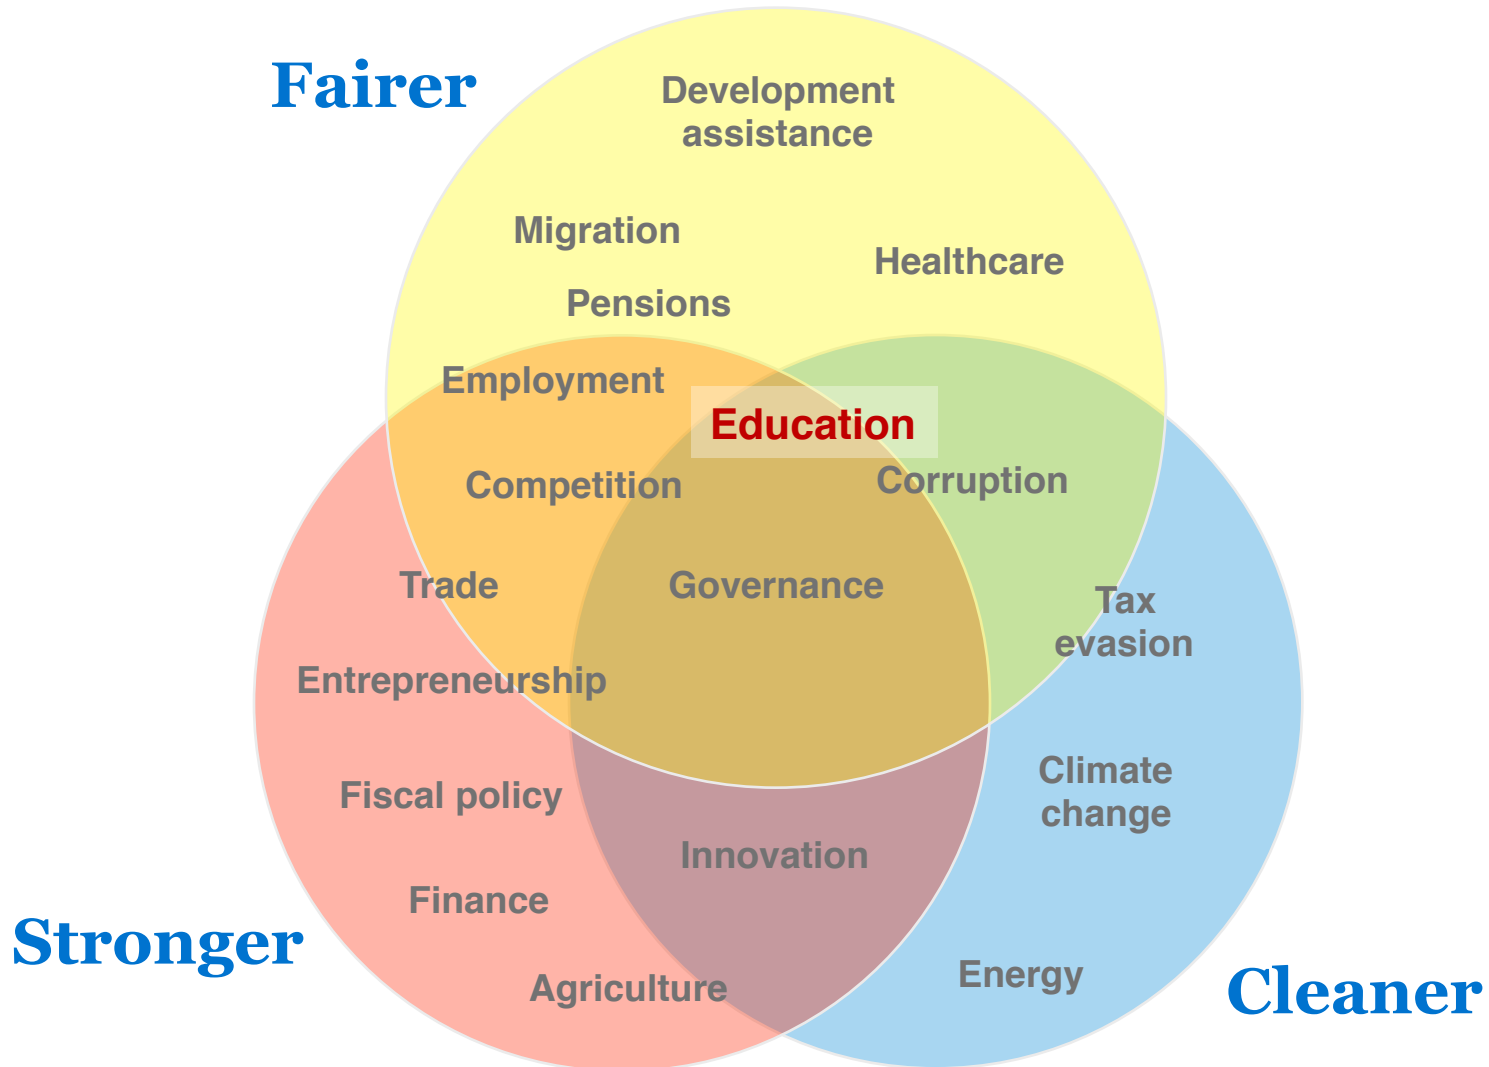 Fairer
Development
assistance
Migration
Healthcare
Pensions
Employment
Education
Competition
Corruption
Trade
Governance
Tax
evasion
Entrepreneurship
Climate
change
Fiscal policy
Innovation
Finance
Stronger
Energy
Agriculture
Cleaner